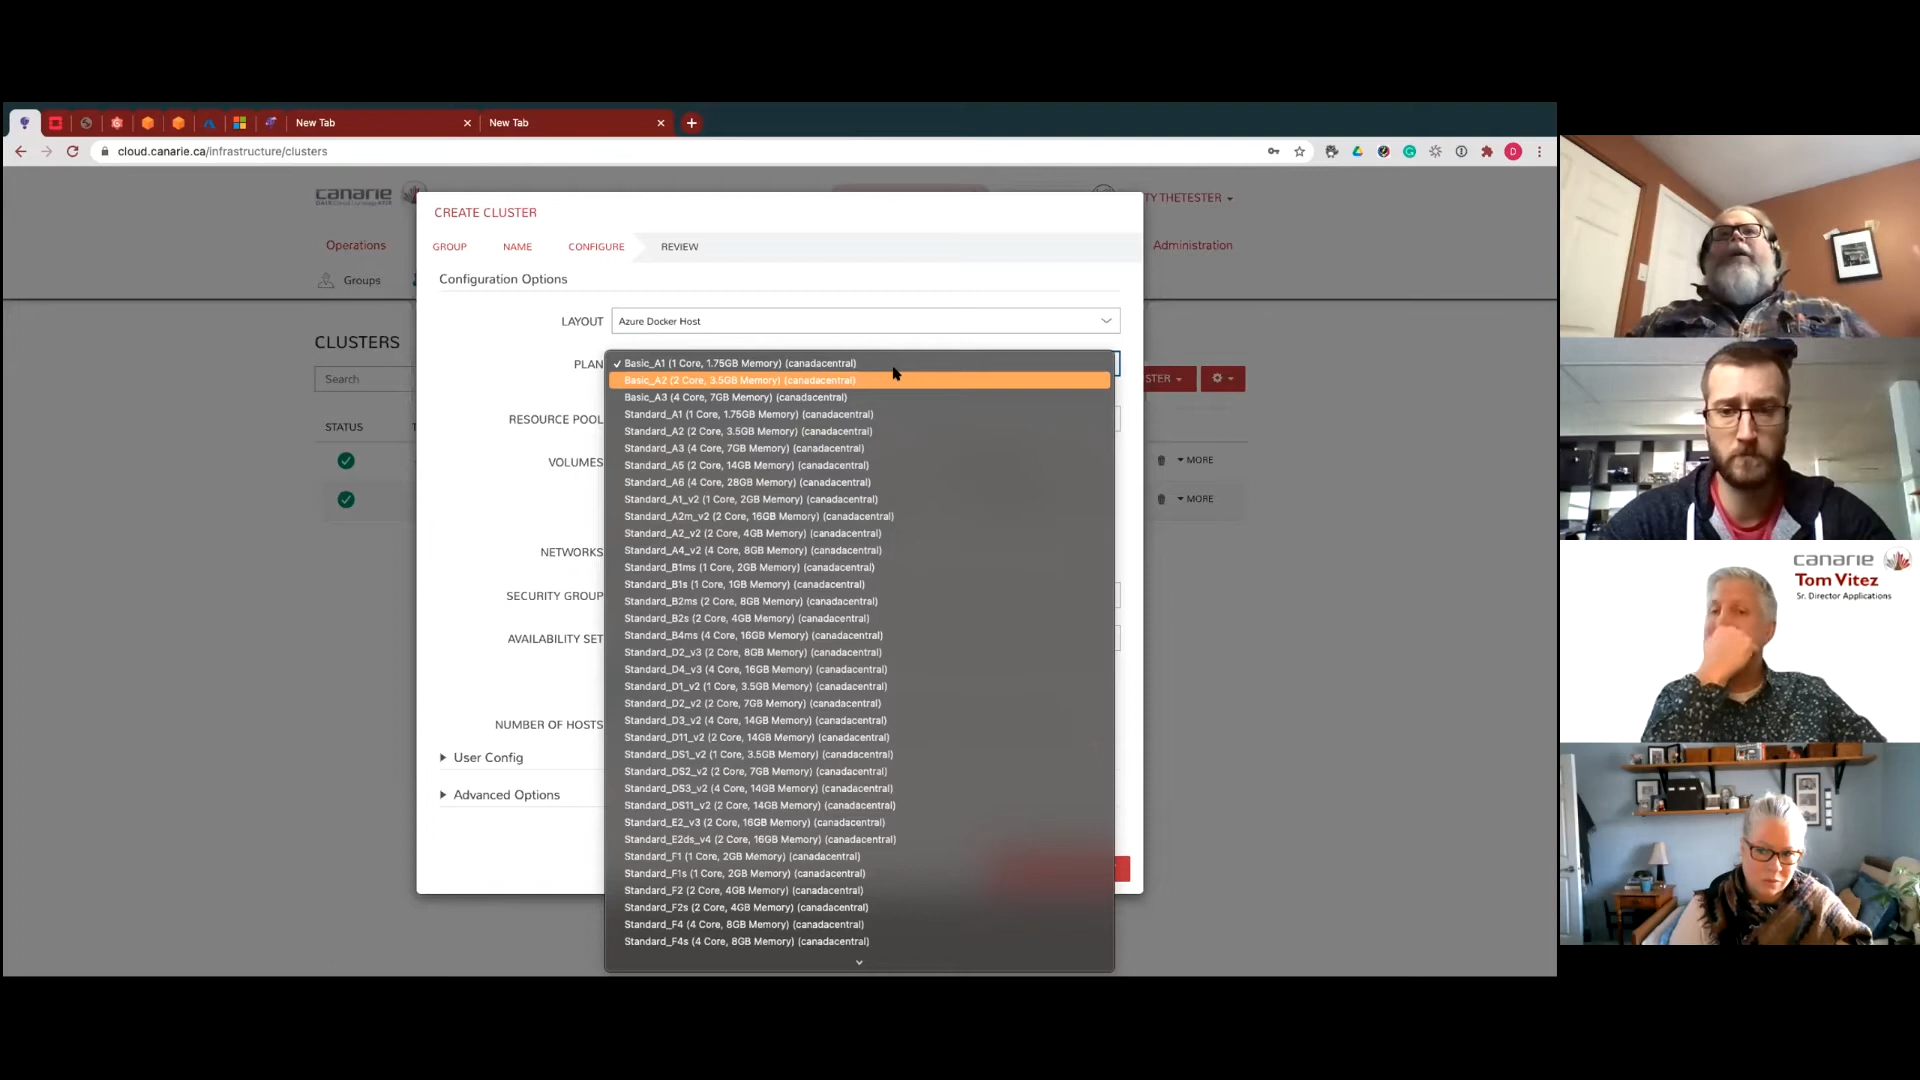 New Tab
New Tab
cloud.canarie.ca/infrastructure/clusters
D
canarie
TY THETESTER
Operations
Administration
Groups
CLUSTERS
Search
STER
STATUS
MORE
MORE
CREATE CLUSTER
GROUP
NAME
CONFIGURE
REVIEW
Configuration Options
LAYOUT
Azure Docker Host
PLAN
Basic_A1 (1 Core, 1.75GB Memory) (canadacentral)
Basic_A2 (2 Core, 3.5GB Memory) (canadacentral)
Basic_A3 (4 Core, 7GB Memory) (canadacentral)
Standard_A1 (1 Core, 1.75GB Memory) (canadacentral)
Standard_A2 (2 Core, 3.5GB Memory) (canadacentral)
Standard_A3 (4 Core, 7GB Memory) (canadacentral)
Standard_A5 (2 Core, 14GB Memory) (canadacentral)
Standard_A6 (4 Core, 28GB Memory) (canadacentral)
Standard_A1_v2 (1 Core, 2GB Memory) (canadacentral)
Standard_A2m_v2 (2 Core, 16GB Memory) (canadacentral)
Standard_A2_v2 (2 Core, 4GB Memory) (canadacentral)
Standard_A4_v2 (4 Core, 8GB Memory) (canadacentral)
Standard_B1ms (1 Core, 2GB Memory) (canadacentral)
Standard_B1s (1 Core, 1GB Memory) (canadacentral)
Standard_B2ms (2 Core, 8GB Memory) (canadacentral)
Standard_B2s (2 Core, 4GB Memory) (canadacentral)
Standard_B4ms (4 Core, 16GB Memory) (canadacentral)
Standard_D2_v3 (2 Core, 8GB Memory) (canadacentral)
Standard_D4_v3 (4 Core, 16GB Memory) (canadacentral)
Standard_D1_v2 (1 Core, 3.5GB Memory) (canadacentral)
Standard_D2_v2 (2 Core, 7GB Memory) (canadacentral)
Standard_D3_v2 (4 Core, 14GB Memory) (canadacentral)
Standard_D11_v2 (2 Core, 14GB Memory) (canadacentral)
Standard_DS1_v2 (1 Core, 3.5GB Memory) (canadacentral)
Standard_DS2_v2 (2 Core, 7GB Memory) (canadacentral)
Standard_DS3_v2 (4 Core, 14GB Memory) (canadacentral)
Standard_DS11_v2 (2 Core, 14GB Memory) (canadacentral)
Standard_E2_v3 (2 Core, 16GB Memory) (canadacentral)
Standard_E2ds_v4 (2 Core, 16GB Memory) (canadacentral)
Standard_F1 (1 Core, 2GB Memory) (canadacentral)
Standard_F1s (1 Core, 2GB Memory) (canadacentral)
Standard_F2 (2 Core, 4GB Memory) (canadacentral)
Standard_F2s (2 Core, 4GB Memory) (canadacentral)
Standard_F4 (4 Core, 8GB Memory) (canadacentral)
Standard_F4s (4 Core, 8GB Memory) (canadacentral)
RESOURCE POOL
VOLUMES
NETWORKS
SECURITY GROUP
AVAILABILITY SET
NUMBER OF HOSTS
User Config
Advanced Options
canarie
Tom Vitez
Sr. Director Applications